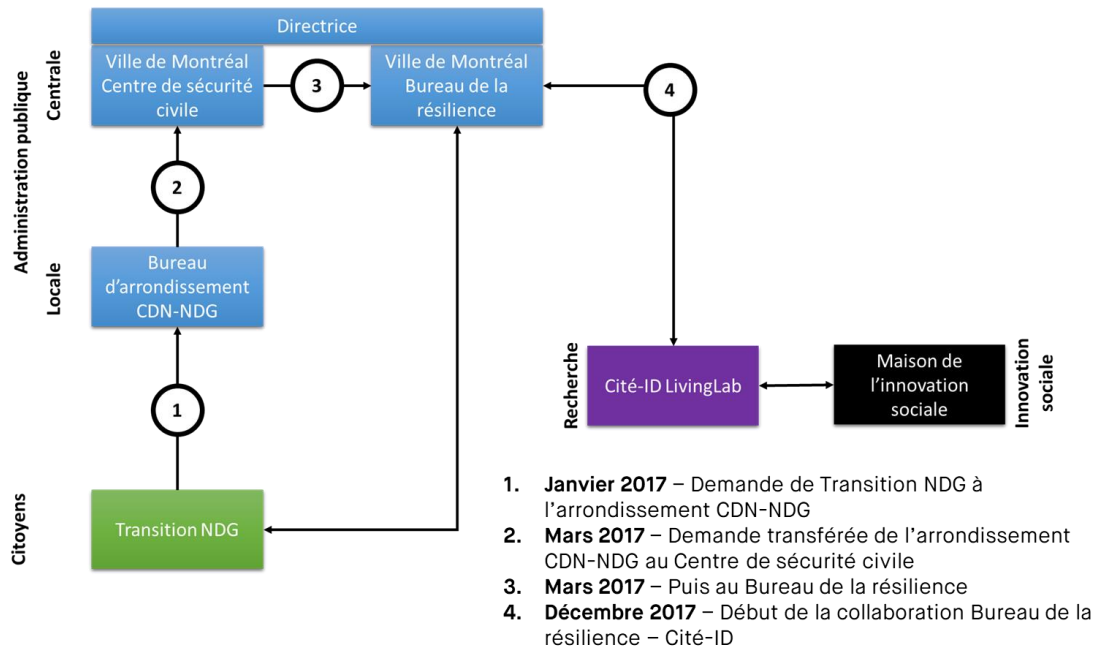 Directrice
Ville de Montréal
Centre de sécurité
civile
3
Ville de Montréal
Bureau de la
résilience
4
Administration publique
Centrale
2
Locale
Bureau
d'arrondissement
CDN-NDG
1
Citoyens
Transition NDG
Recherche
Cité-ID LivingLab
Maison de
l'innovation
sociale
Innovation
sociale
1. Janvier 2017 – Demande de Transition NDG à
l'arrondissement CDN-NDG
2. Mars 2017 – Demande transférée de l'arrondissement
CDN-NDG au Centre de sécurité civile
3. Mars 2017 – Puis au Bureau de la résilience
4. Décembre 2017 – Début de la collaboration Bureau de la
résilience – Cité-ID